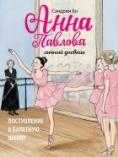 Сандрин Бо
Анна
Павлова
личный дневник
ПОСТУПЛЕНИЕ
В БАЛЕТНУЮ
ШКОЛУ